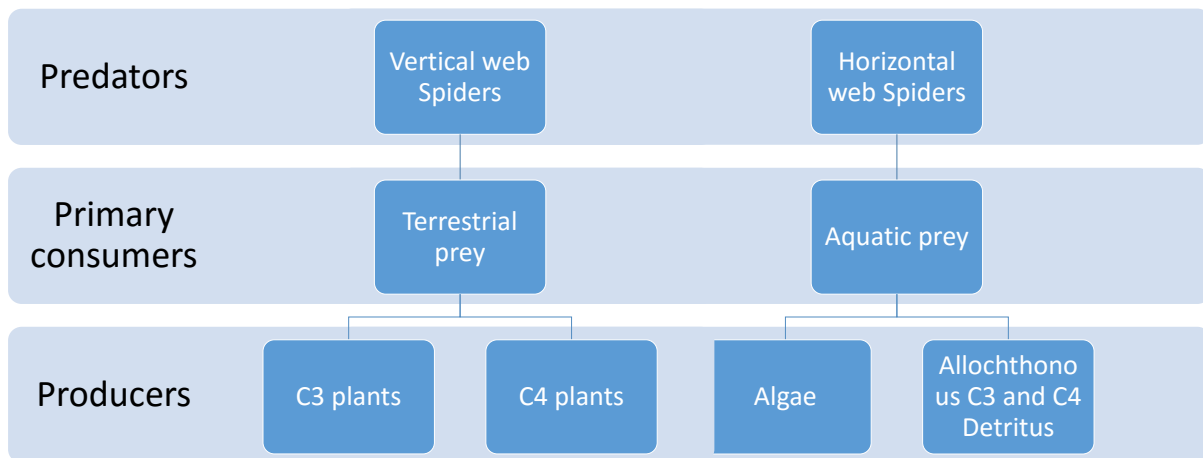 Predators
Vertical web
Spiders
Horizontal
web Spiders
Primary
consumers
Terrestrial
prey
Aquatic prey
Producers
C3 plants
C4 plants
Algae
Allochthono
us C3 and C4
Detritus